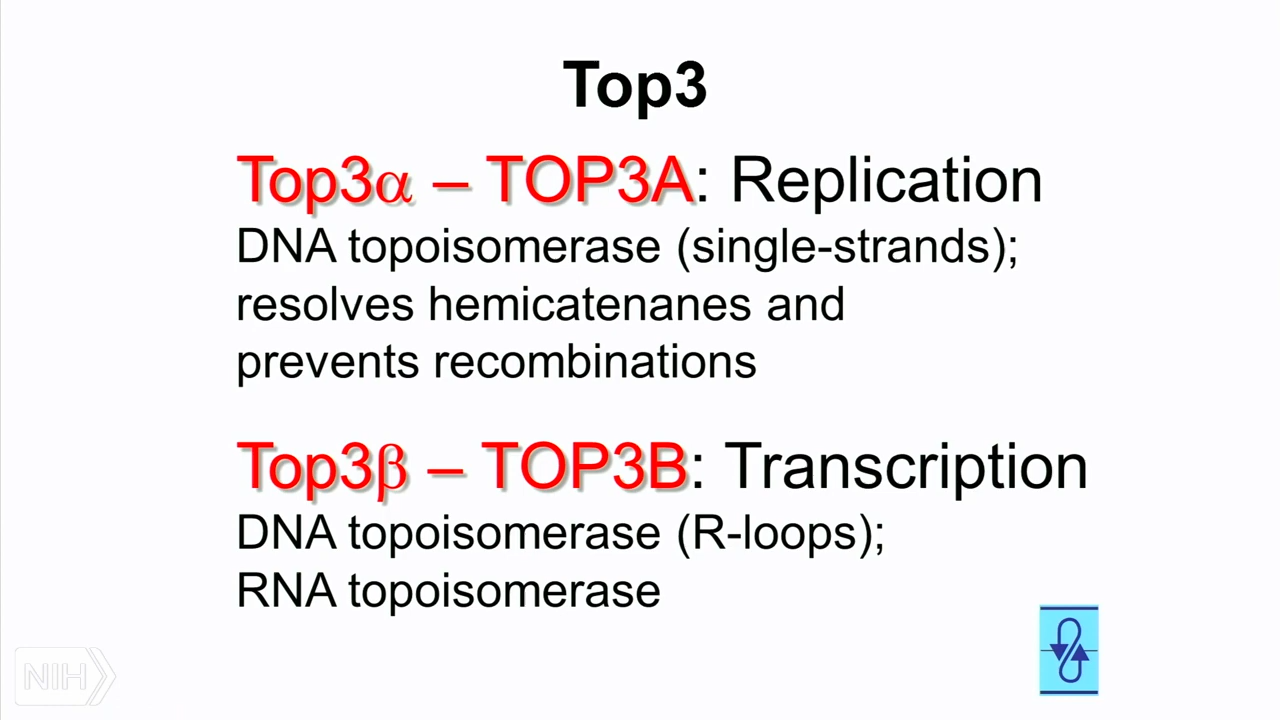 Top3
Top3α – TOP3A: Replication
DNA topoisomerase (single-strands);
resolves hemicatenanes and
prevents recombinations
Top3β – TOP3B: Transcription
DNA topoisomerase (R-loops);
RNA topoisomerase
NIH